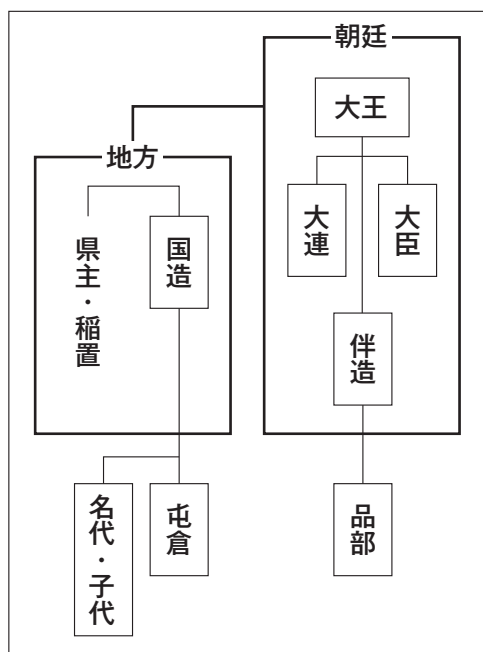 朝廷
大王
大臣
大連
伴造
品部
地方
国造
県主・稲置
屯倉
名代・子代